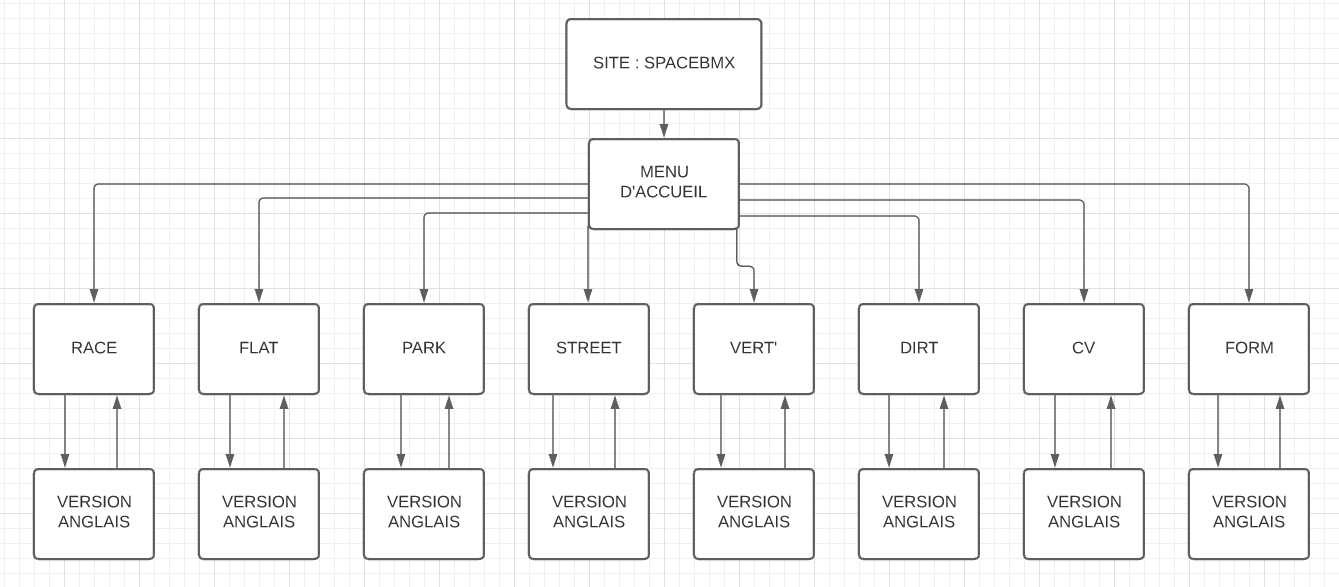 SITE : SPACEBMX
MENU
D'ACCUEIL
RACE
FLAT
PARK
STREET
VERT'
DIRT
CV
FORM
VERSION
ANGLAIS
VERSION
ANGLAIS
VERSION
ANGLAIS
VERSION
ANGLAIS
VERSION
ANGLAIS
VERSION
ANGLAIS
VERSION
ANGLAIS
VERSION
ANGLAIS